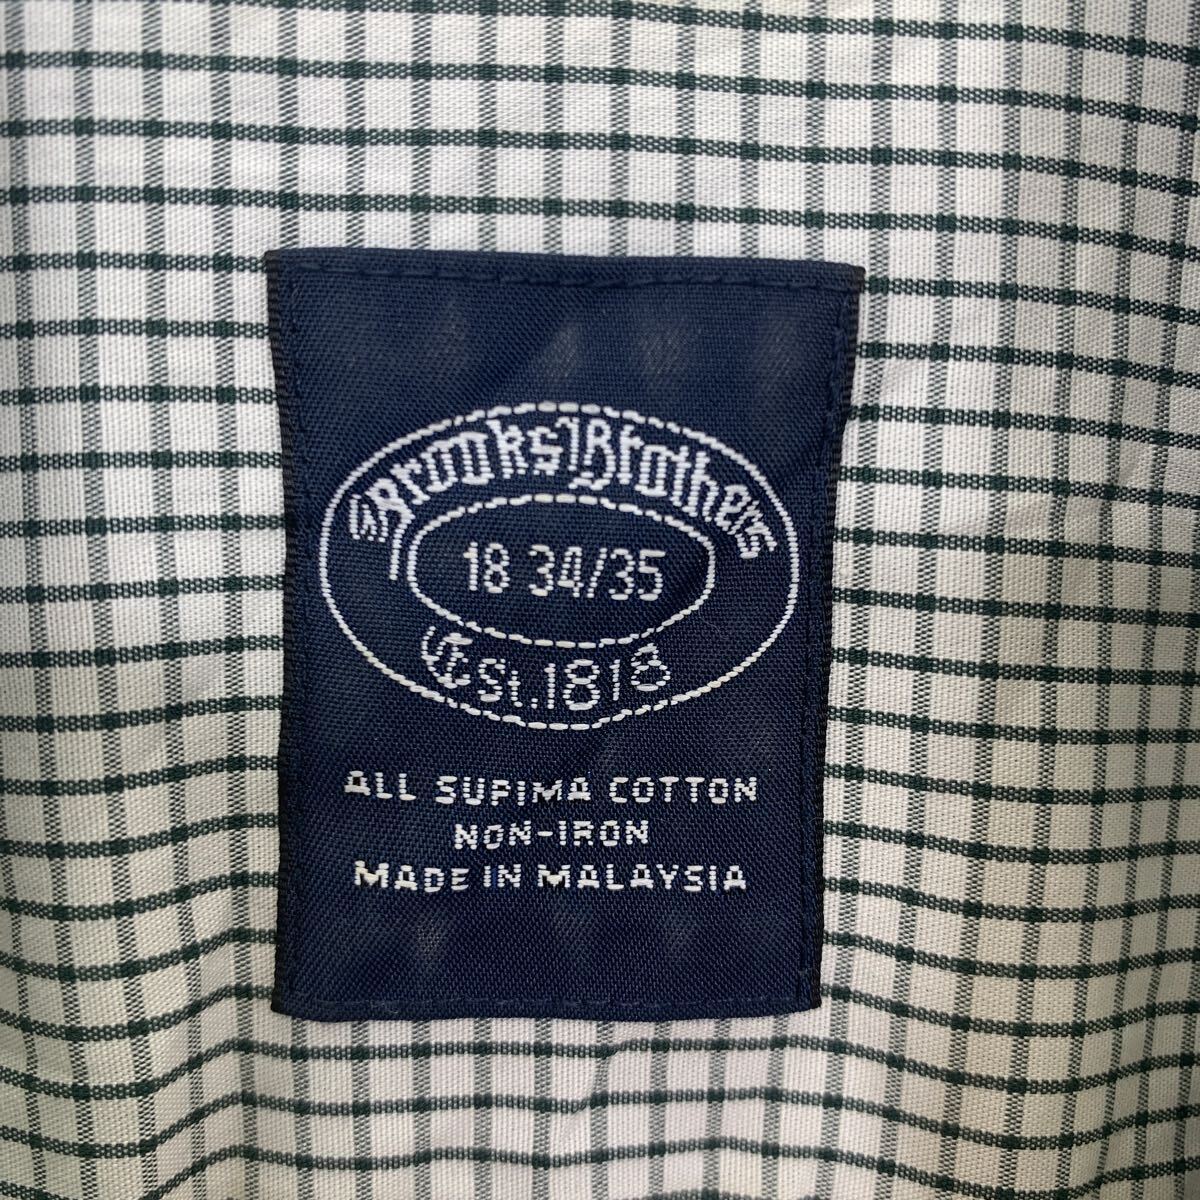 Brooks Brothers
18 34/35
Est. 1818
ALL SUPIMA COTTON
NON-IRON
MADE IN MALAYSIA